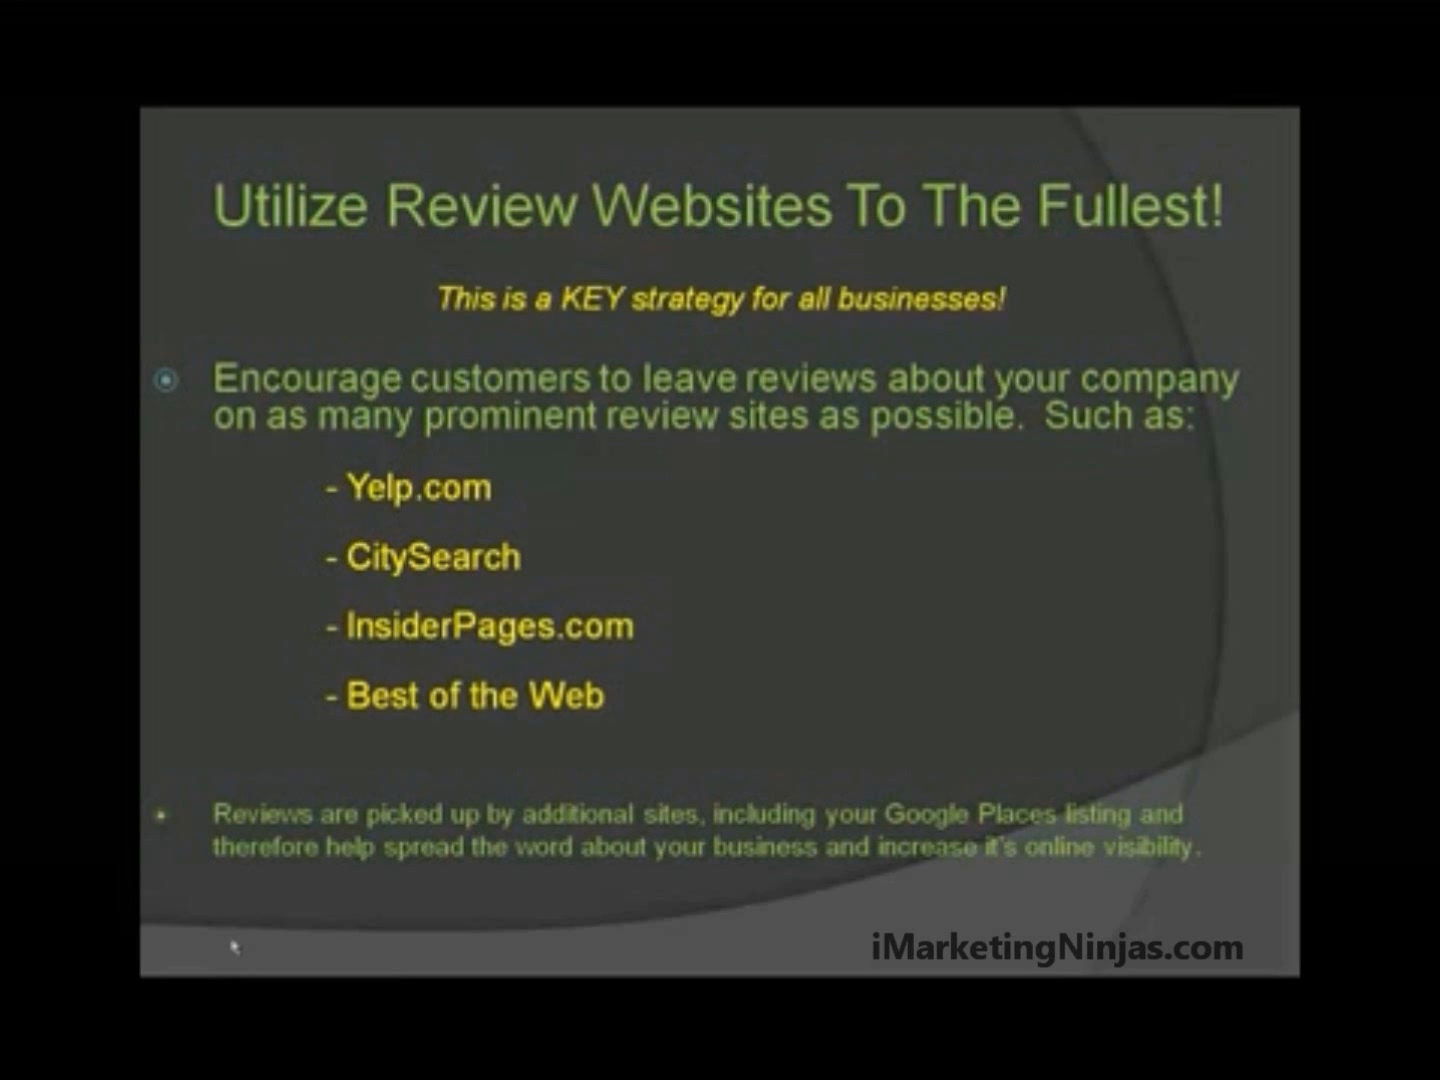 Utilize Review Websites To The Fullest!
This is a KEY strategy for all businesses!
Encourage customers to leave reviews about your company
on as many prominent review sites as possible.  Such as:
- Yelp.com
- CitySearch
- InsiderPages.com
- Best of the Web
Reviews are picked up by additional sites, including your Google Places listing and
therefore help spread the word about your business and increase it's online visibility.
iMarketingNinjas.com